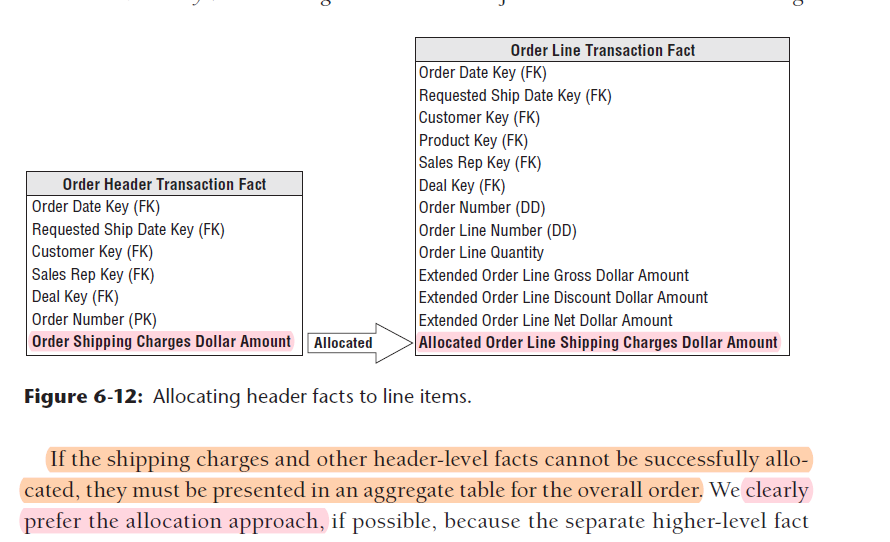 Order Line Transaction Fact
Order Date Key (FK)
Requested Ship Date Key (FK)
Customer Key (FK)
Product Key (FK)
Sales Rep Key (FK)
Deal Key (FK)
Order Number (DD)
Order Line Number (DD)
Order Line Quantity
Extended Order Line Gross Dollar Amount
Extended Order Line Discount Dollar Amount
Extended Order Line Net Dollar Amount
Allocated Order Line Shipping Charges Dollar Amount
Order Header Transaction Fact
Order Date Key (FK)
Requested Ship Date Key (FK)
Customer Key (FK)
Sales Rep Key (FK)
Deal Key (FK)
Order Number (PK)
Order Shipping Charges Dollar Amount
Allocated
Figure 6-12: Allocating header facts to line items.
If the shipping charges and other header-level facts cannot be successfully allo-
cated, they must be presented in an aggregate table for the overall order. We clearly
prefer the allocation approach, if possible, because the separate higher-level fact